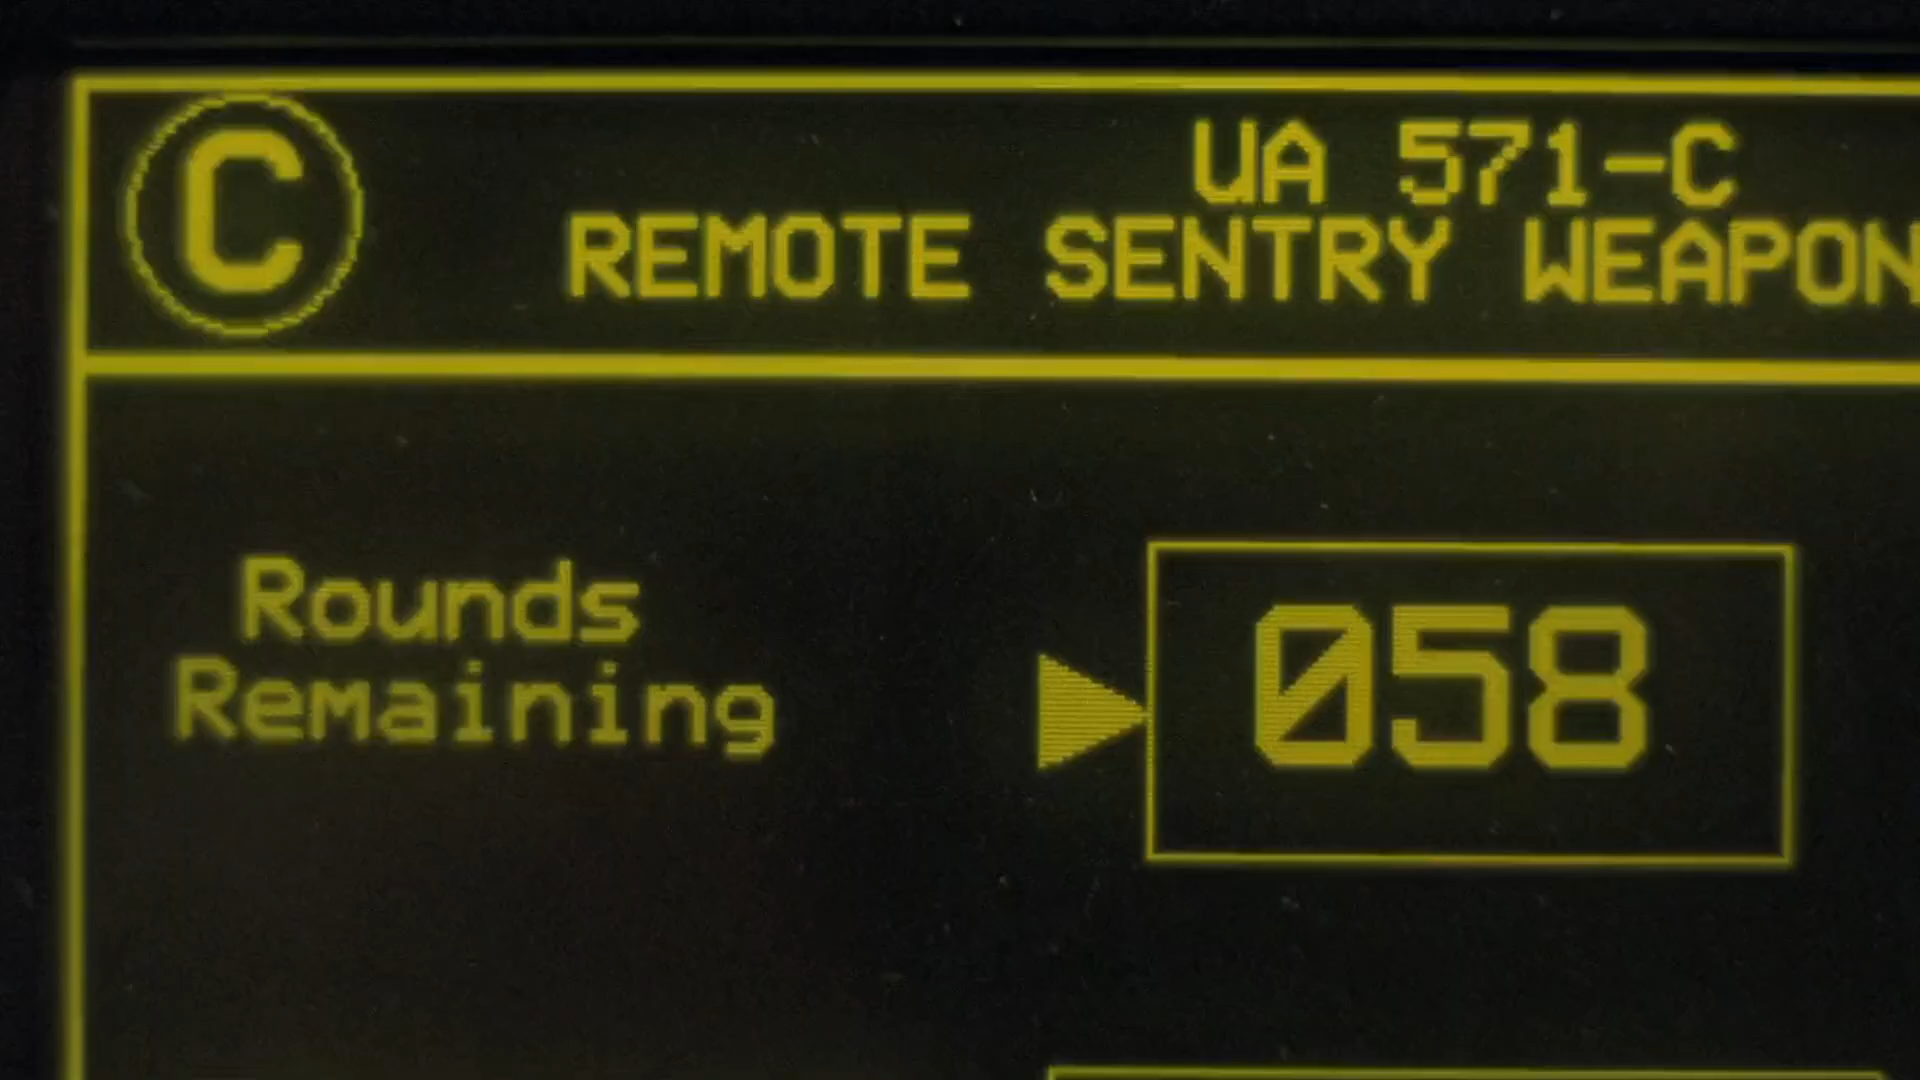 C
UA 571-C
REMOTE SENTRY WEAPON
Rounds
Remaining
058